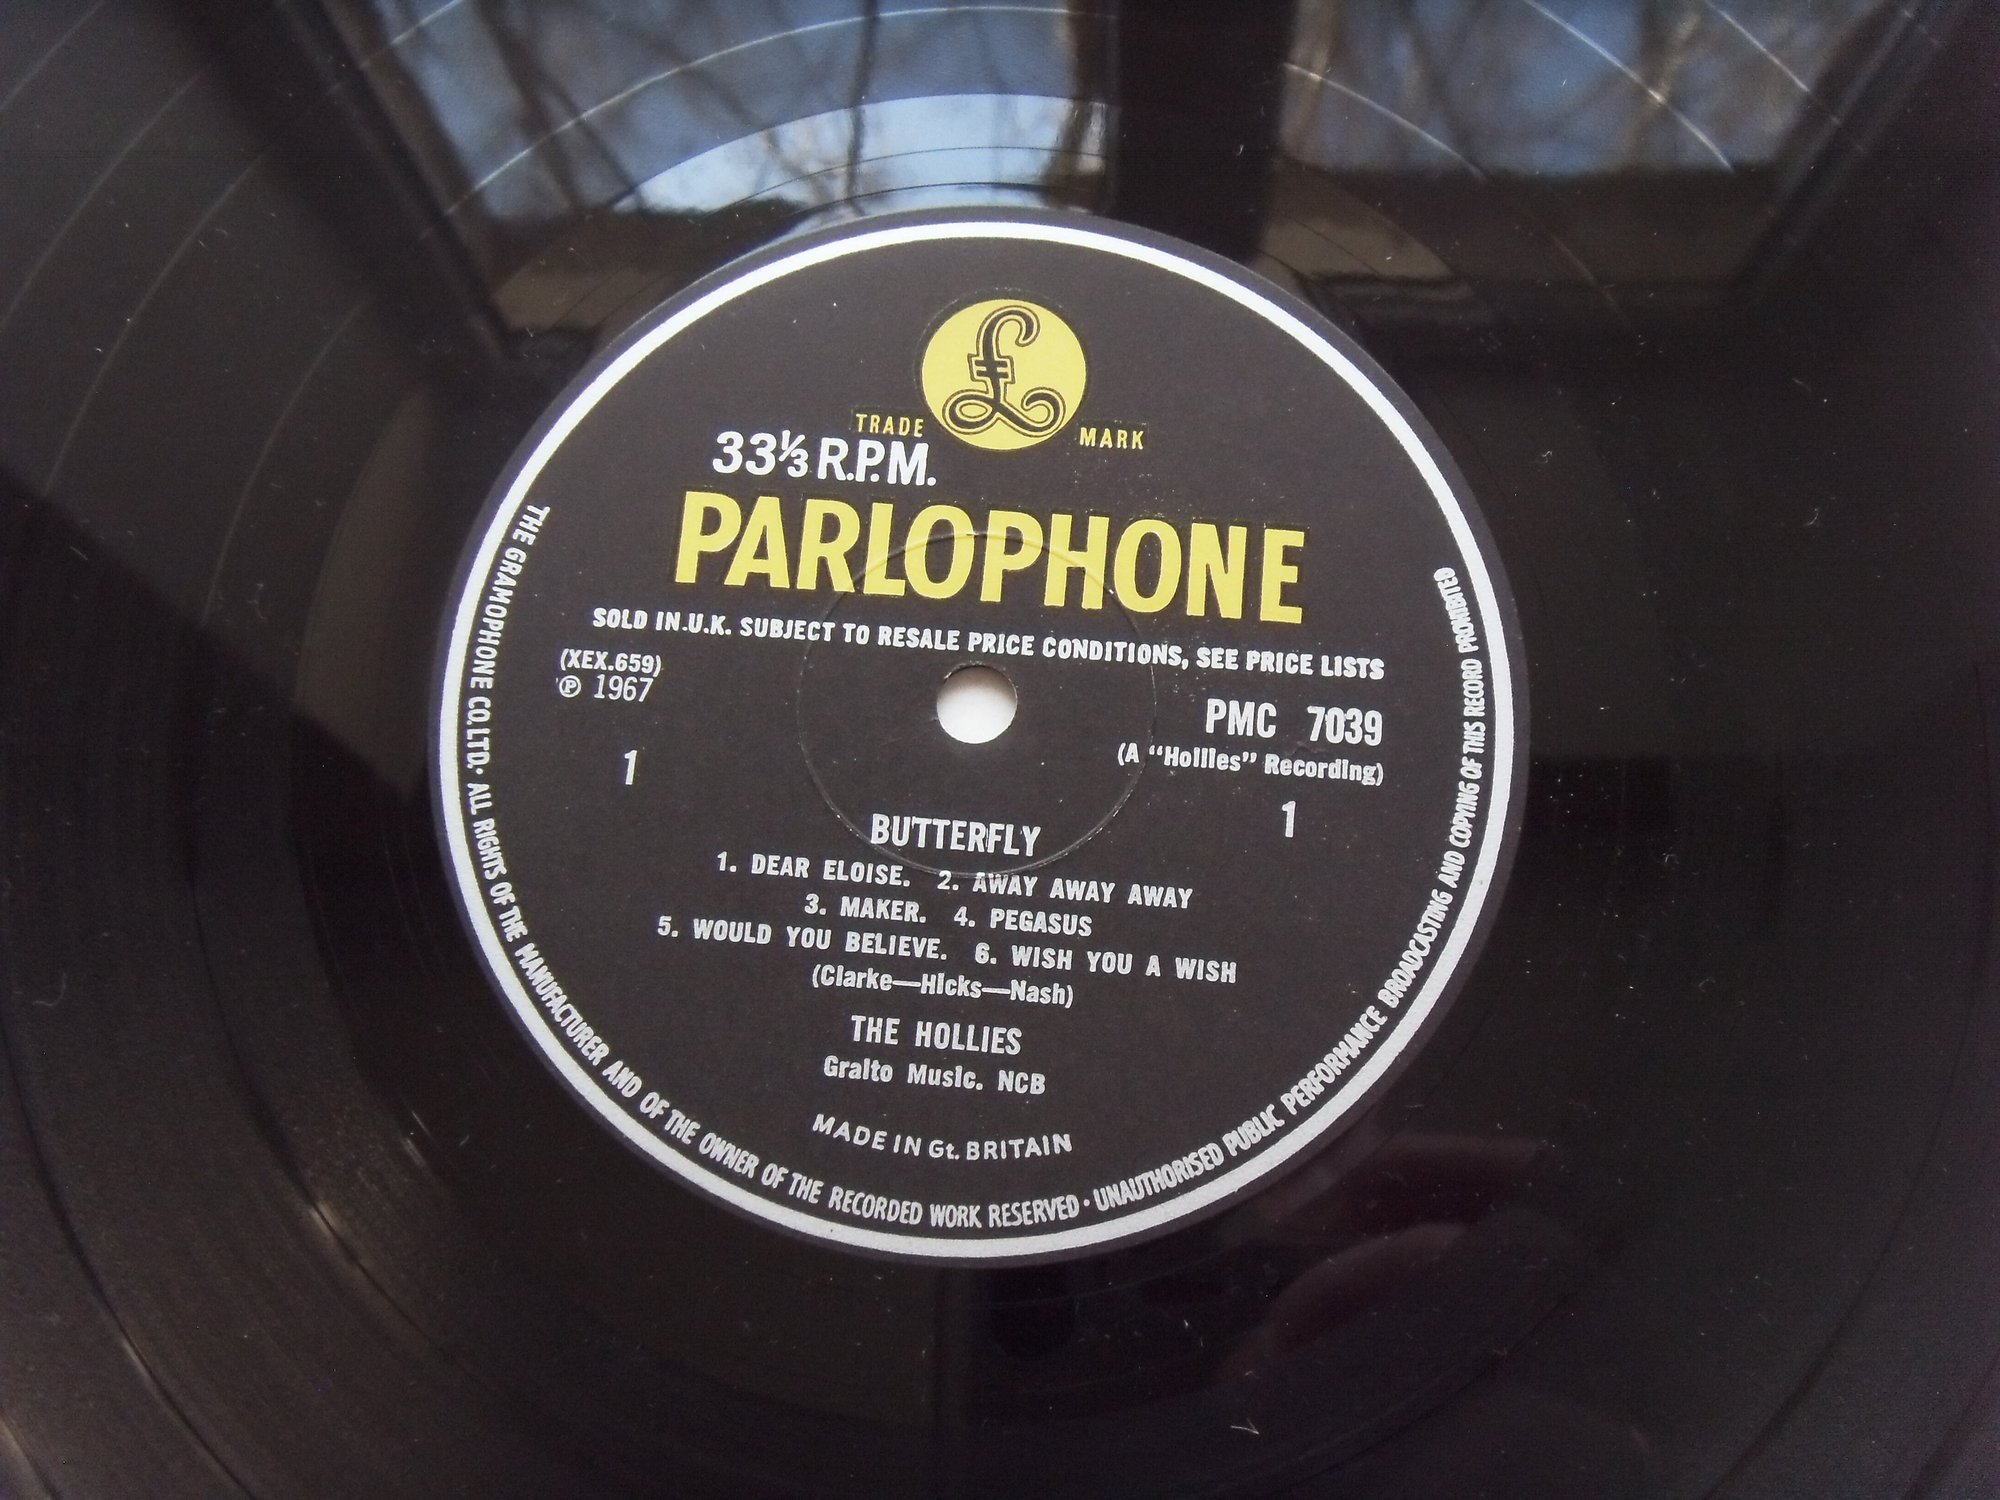 £
TRADE MARK
33⅓ R.P.M.
PARLOPHONE
SOLD IN .U.K. SUBJECT TO RESALE PRICE CONDITIONS, SEE PRICE LISTS
(XEX.659)
℗ 1967
PMC 7039
(A “Hollies” Recording)
1
1
BUTTERFLY
1. DEAR ELOISE. 2. AWAY AWAY AWAY
3. MAKER. 4. PEGASUS
5. WOULD YOU BELIEVE. 6. WISH YOU A WISH
(Clarke—Hicks—Nash)
THE HOLLIES
Gralto Music. NCB
MADE IN Gt. BRITAIN
THE GRAMOPHONE CO. LTD. · ALL RIGHTS OF THE MANUFACTURER AND OF THE OWNER OF THE RECORDED WORK RESERVED · UNAUTHORISED PUBLIC PERFORMANCE BROADCASTING AND COPYING OF THIS RECORD PROHIBITED